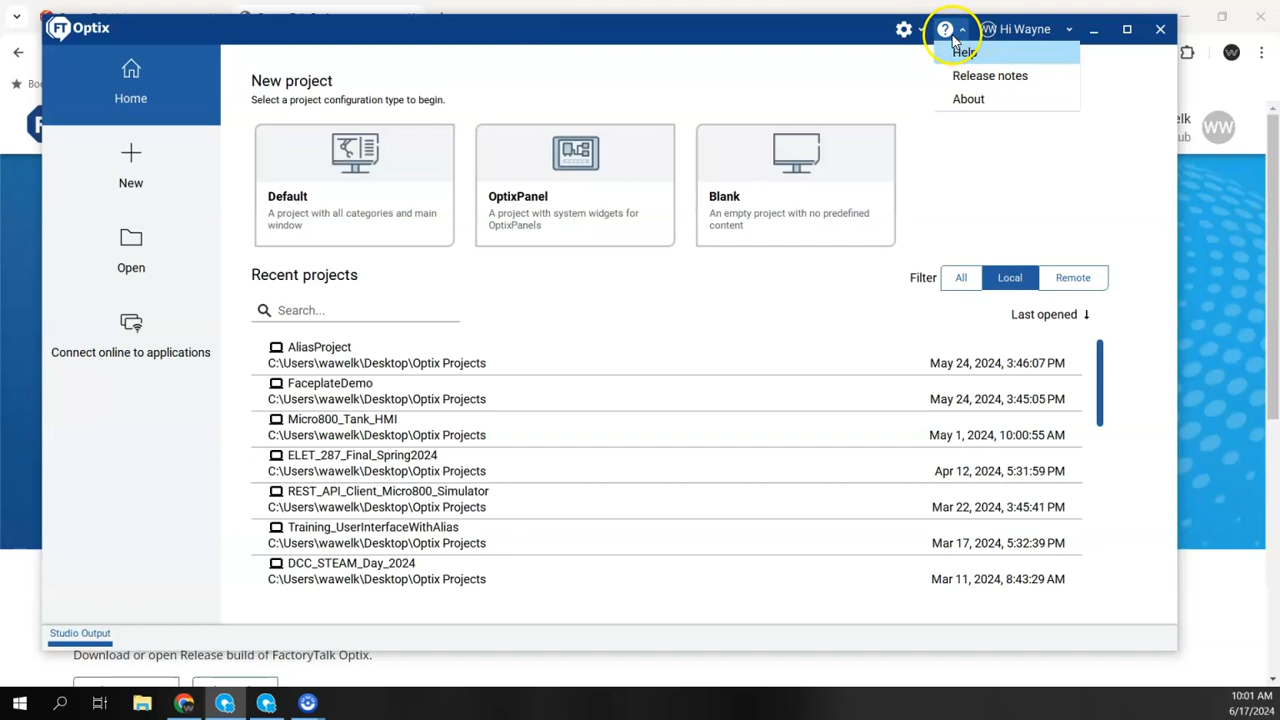 FT Optix
WW Hi Wayne
Help
Release notes
About
Home
New
Open
Connect online to applications
New project
Select a project configuration type to begin.
Default
A project with all categories and main
window
OptixPanel
A project with system widgets for
OptixPanels
Blank
An empty project with no predefined
content
Recent projects
Filter All Local Remote
Search...
Last opened
AliasProject
C:\Users\wawelk\Desktop\Optix Projects May 24, 2024, 3:46:07 PM
FaceplateDemo
C:\Users\wawelk\Desktop\Optix Projects May 24, 2024, 3:45:05 PM
Micro800_Tank_HMI
C:\Users\wawelk\Desktop\Optix Projects May 1, 2024, 10:00:55 AM
ELET_287_Final_Spring2024
C:\Users\wawelk\Desktop\Optix Projects Apr 12, 2024, 5:31:59 PM
REST_API_Client_Micro800_Simulator
C:\Users\wawelk\Desktop\Optix Projects Mar 22, 2024, 3:45:41 PM
Training_UserInterfaceWithAlias
C:\Users\wawelk\Desktop\Optix Projects Mar 17, 2024, 5:32:39 PM
DCC_STEAM_Day_2024
C:\Users\wawelk\Desktop\Optix Projects Mar 11, 2024, 8:43:29 AM
Studio Output
Boo
elk
ub
WW
WW
Download or open Release build of FactoryTalk Optix.
10:01 AM
6/17/2024